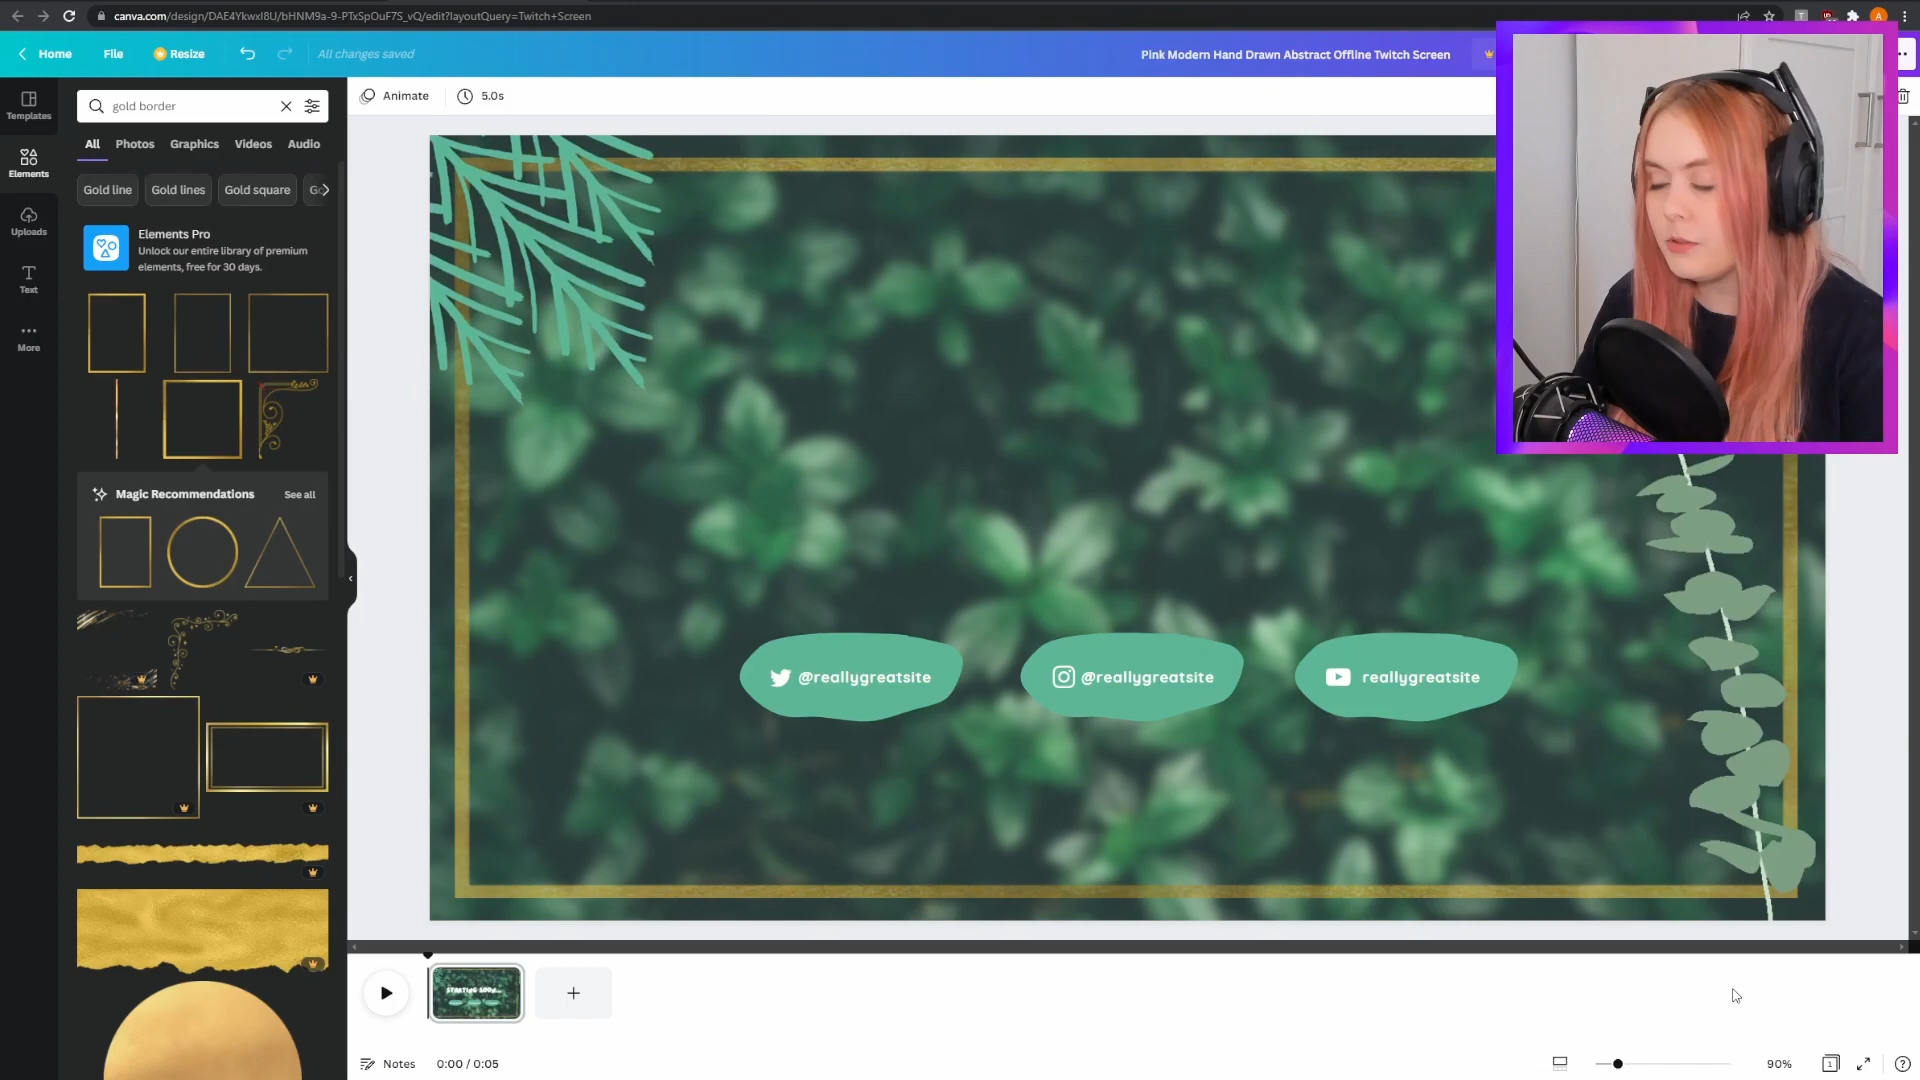 canva.com/design/DAE4Ykwxl8U/bHNM9a-9-PTxSpOuF7S_vQ/edit?layoutQuery=Twitch+Screen
Home
File
Resize
All changes saved
Pink Modern Hand Drawn Abstract Offline Twitch Screen
Templates
Elements
Uploads
Text
More
gold border
All
Photos
Graphics
Videos
Audio
Gold line
Gold lines
Gold square
Elements Pro
Unlock our entire library of premium
elements, free for 30 days.
Magic Recommendations
See all
Animate
5.0s
@reallygreatsite
@reallygreatsite
reallygreatsite
STARTING SOON...
Notes
0:00 / 0:05
90%
1